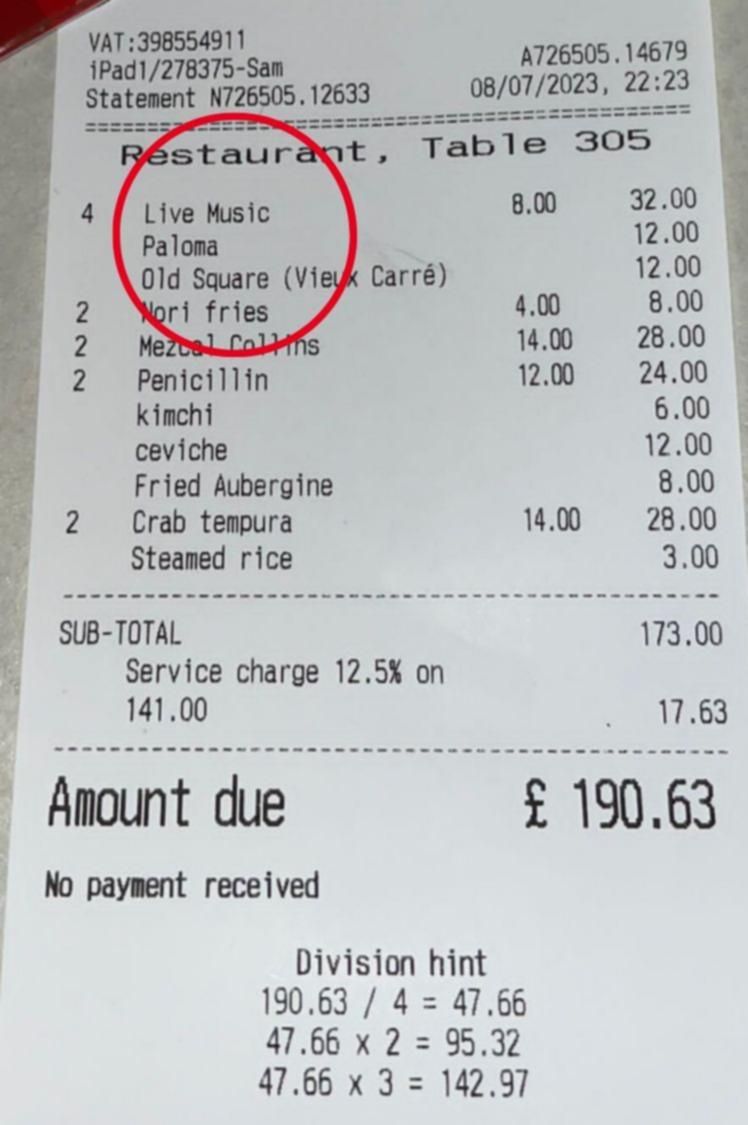 VAT:398554911
iPad1/278375-Sam A726505.14679
Statement N726505.12633 08/07/2023, 22:23
Restaurant, Table 305
4 Live Music 8.00 32.00
Paloma 12.00
Old Square (Vieux Carré) 12.00
2 Nori fries 4.00 8.00
2 Mezcal Collins 14.00 28.00
2 Penicillin 12.00 24.00
kimchi 6.00
ceviche 12.00
Fried Aubergine 8.00
2 Crab tempura 14.00 28.00
Steamed rice 3.00
SUB-TOTAL 173.00
Service charge 12.5% on
141.00 17.63
Amount due £ 190.63
No payment received
Division hint
190.63 / 4 = 47.66
47.66 x 2 = 95.32
47.66 x 3 = 142.97